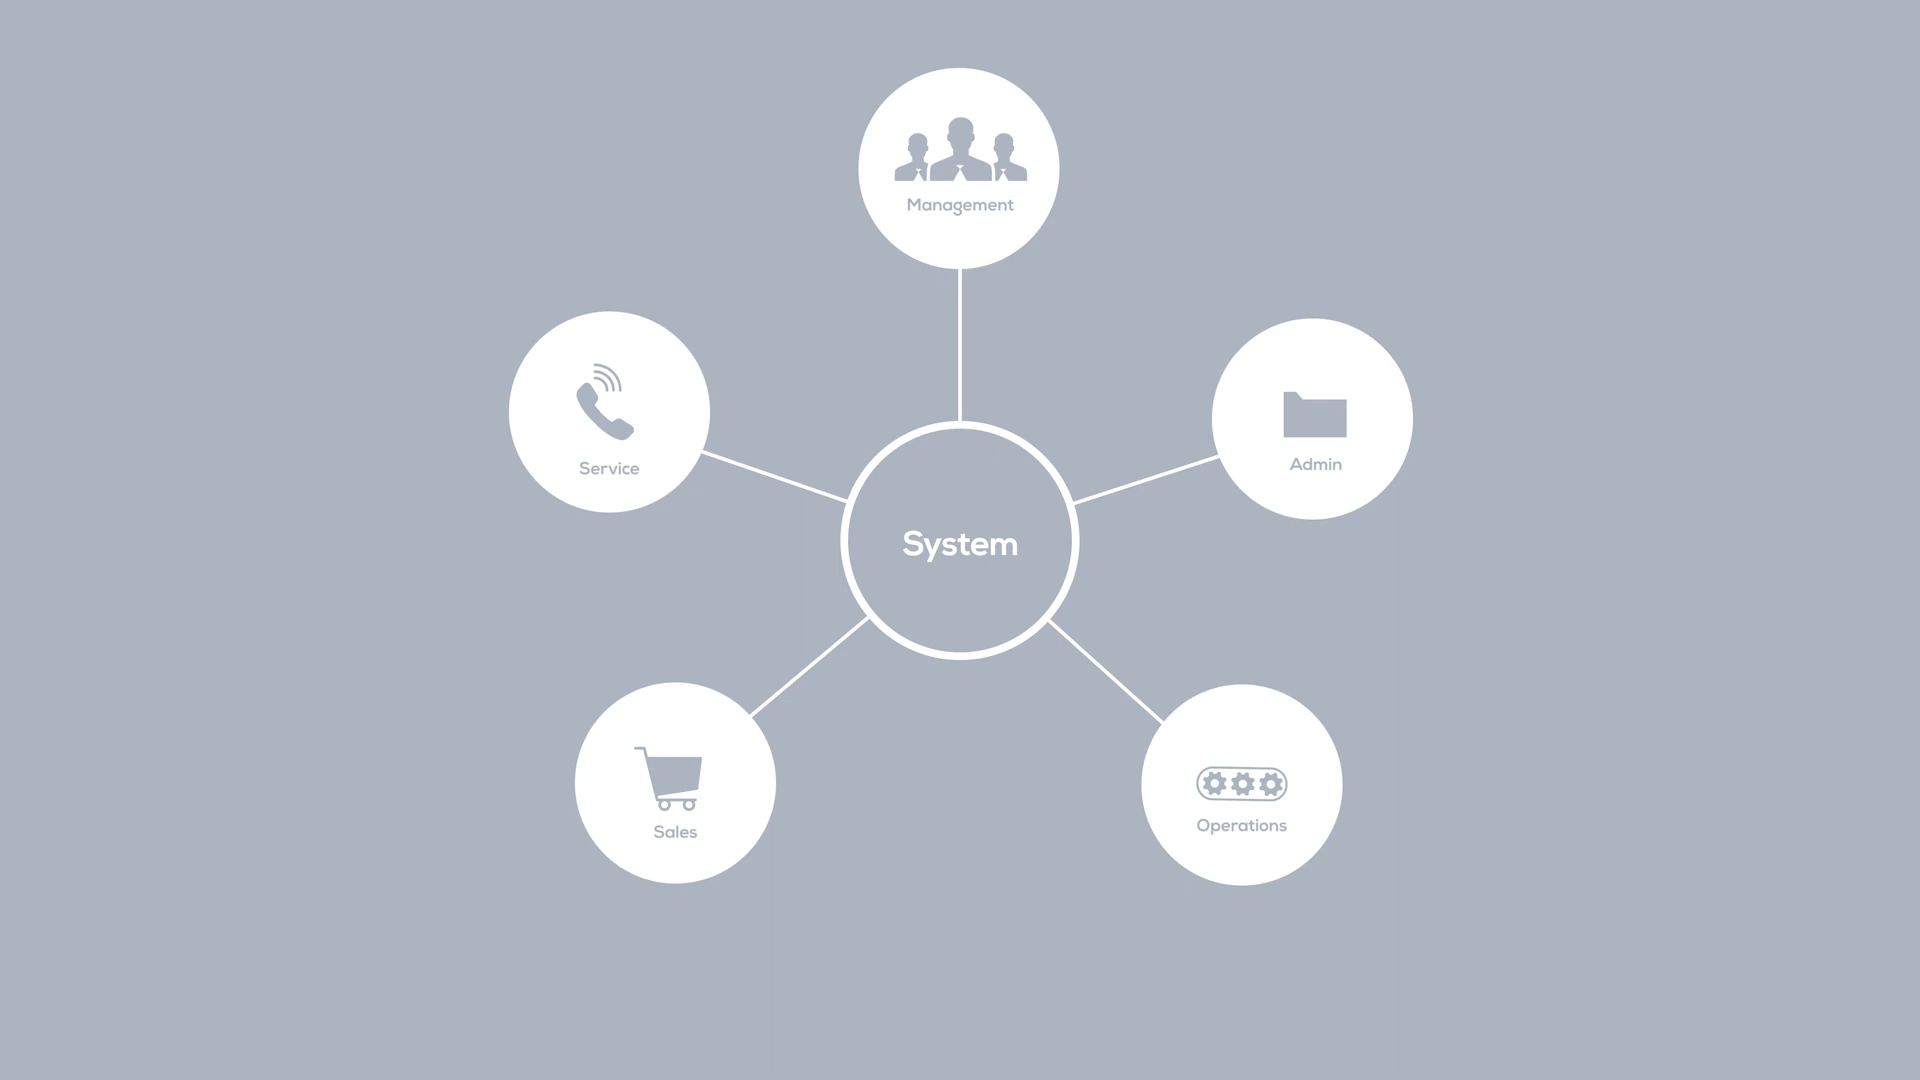 Management
Service
Admin
System
Sales
Operations